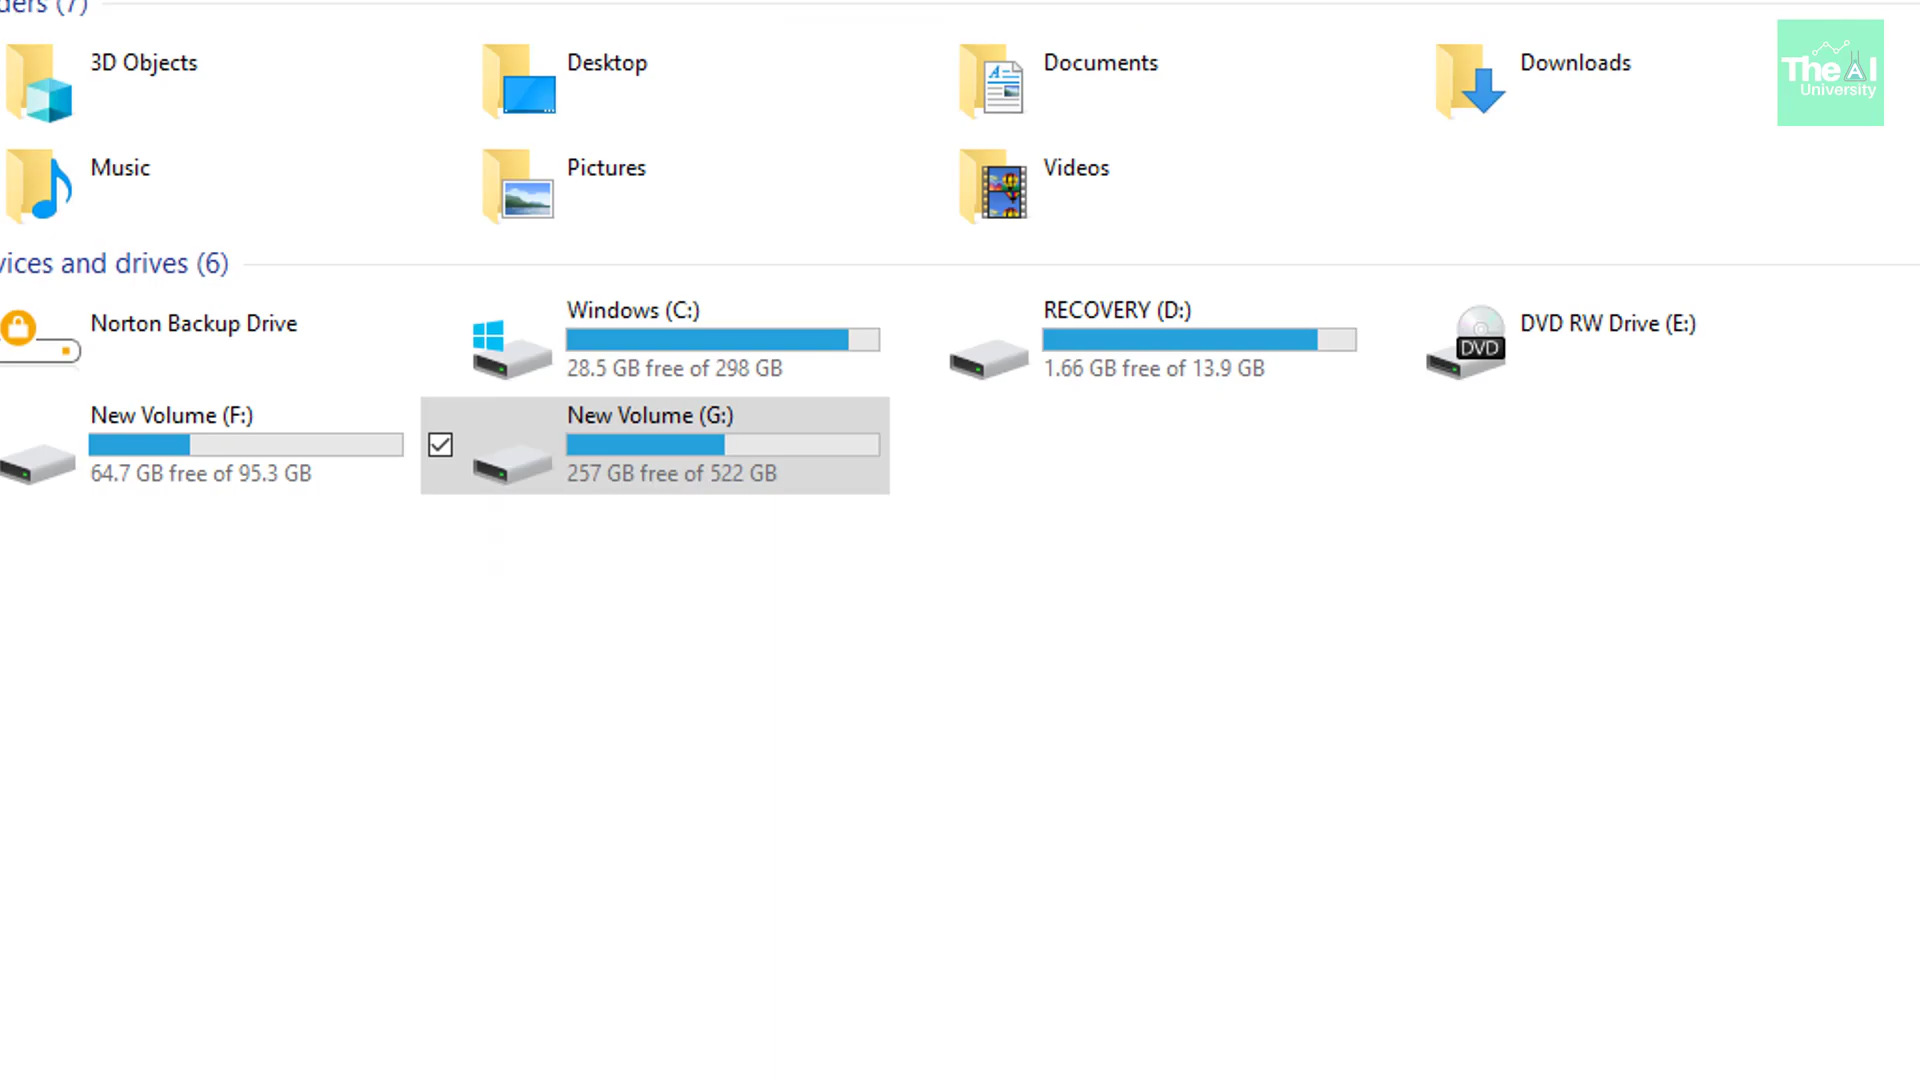 ders (7)
3D Objects
Desktop
Documents
Downloads
The AI
University
Music
Pictures
Videos
vices and drives (6)
Norton Backup Drive
Windows (C:)
28.5 GB free of 298 GB
RECOVERY (D:)
1.66 GB free of 13.9 GB
DVD RW Drive (E:)
DVD
New Volume (F:)
64.7 GB free of 95.3 GB
New Volume (G:)
257 GB free of 522 GB